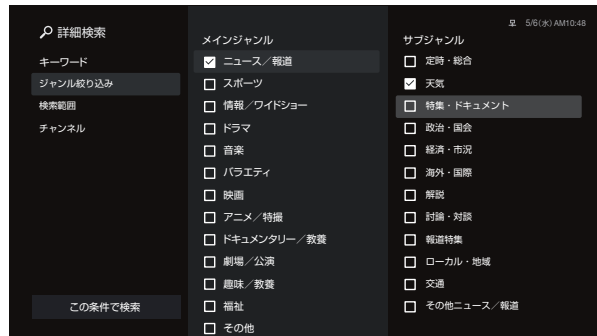 5/6(水) AM10:48
詳細検索
キーワード
ジャンル絞り込み
検索範囲
チャンネル
この条件で検索
メインジャンル
ニュース／報道
スポーツ
情報／ワイドショー
ドラマ
音楽
バラエティ
映画
アニメ／特撮
ドキュメンタリー／教養
劇場／公演
趣味／教養
福祉
その他
サブジャンル
定時・総合
天気
特集・ドキュメント
政治・国会
経済・市況
海外・国際
解説
討論・対談
報道特集
ローカル・地域
交通
その他ニュース／報道